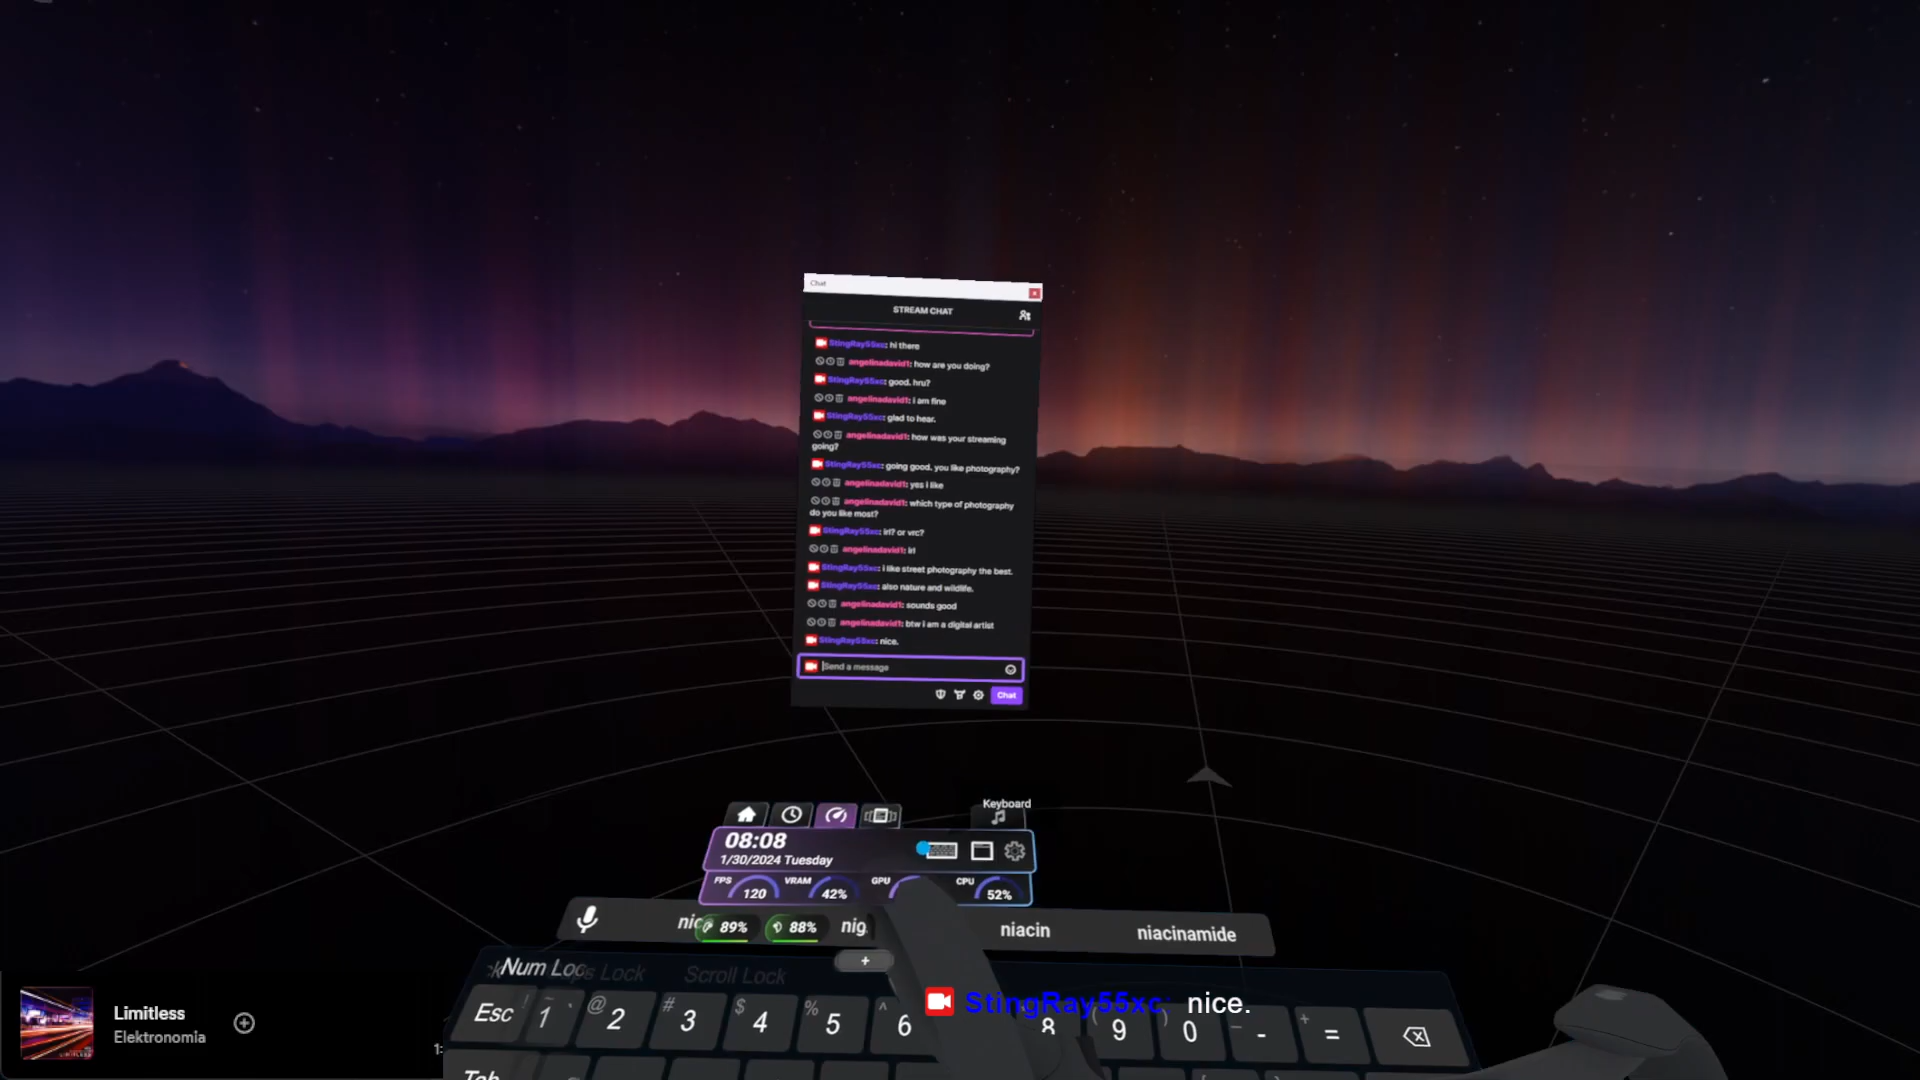 Chat
STREAM CHAT
StingRay55xc: hi there
angelinadavid1: how are you doing?
StingRay55xc: good. hru?
angelinadavid1: i am fine
StingRay55xc: glad to hear.
angelinadavid1: how was your streaming
going?
StingRay55xc: going good. you like photography?
angelinadavid1: yes i like
angelinadavid1: which type of photography
do you like most?
StingRay55xc: irl? or vrc?
angelinadavid1: irl
StingRay55xc: i like street photography the best.
StingRay55xc: also nature and wildlife.
angelinadavid1: sounds good
angelinadavid1: btw i am a digital artist
StingRay55xc: nice.
Send a message
Chat
Keyboard
08:08
1/30/2024 Tuesday
FPS 120 VRAM 42% GPU CPU 52%
89% 88% niacin niacinamide
+
Num Loc Lock Scroll Lock
StingRay55xc: nice.
Esc ~ ` 1 ! @ 2 # 3 $ 4 % 5 ^ 6 8 ( 9 ) 0 _ - + =
Tab
Limitless
Elektronomia
LIMITLESS